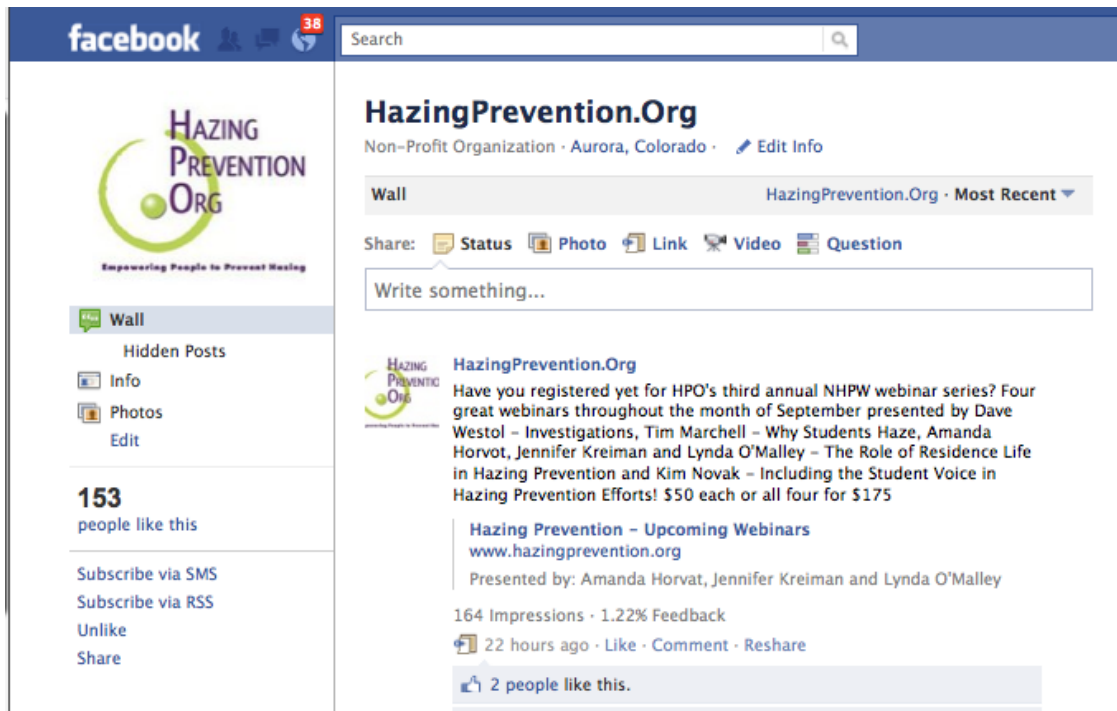 facebook
38
Search
HAZING
PREVENTION
ORG
Empowering People to Prevent Hazing
Wall
Hidden Posts
Info
Photos
Edit
153
people like this
Subscribe via SMS
Subscribe via RSS
Unlike
Share
HazingPrevention.Org
Non-Profit Organization · Aurora, Colorado · Edit Info
Wall HazingPrevention.Org · Most Recent
Share: Status Photo Link Video Question
Write something...
HAZING
PREVENTIO
ORG
HazingPrevention.Org
Have you registered yet for HPO's third annual NHPW webinar series? Four
great webinars throughout the month of September presented by Dave
Westol – Investigations, Tim Marchell – Why Students Haze, Amanda
Horvot, Jennifer Kreiman and Lynda O'Malley – The Role of Residence Life
in Hazing Prevention and Kim Novak – Including the Student Voice in
Hazing Prevention Efforts! $50 each or all four for $175
Hazing Prevention – Upcoming Webinars
www.hazingprevention.org
Presented by: Amanda Horvat, Jennifer Kreiman and Lynda O'Malley
164 Impressions · 1.22% Feedback
22 hours ago · Like · Comment · Reshare
2 people like this.